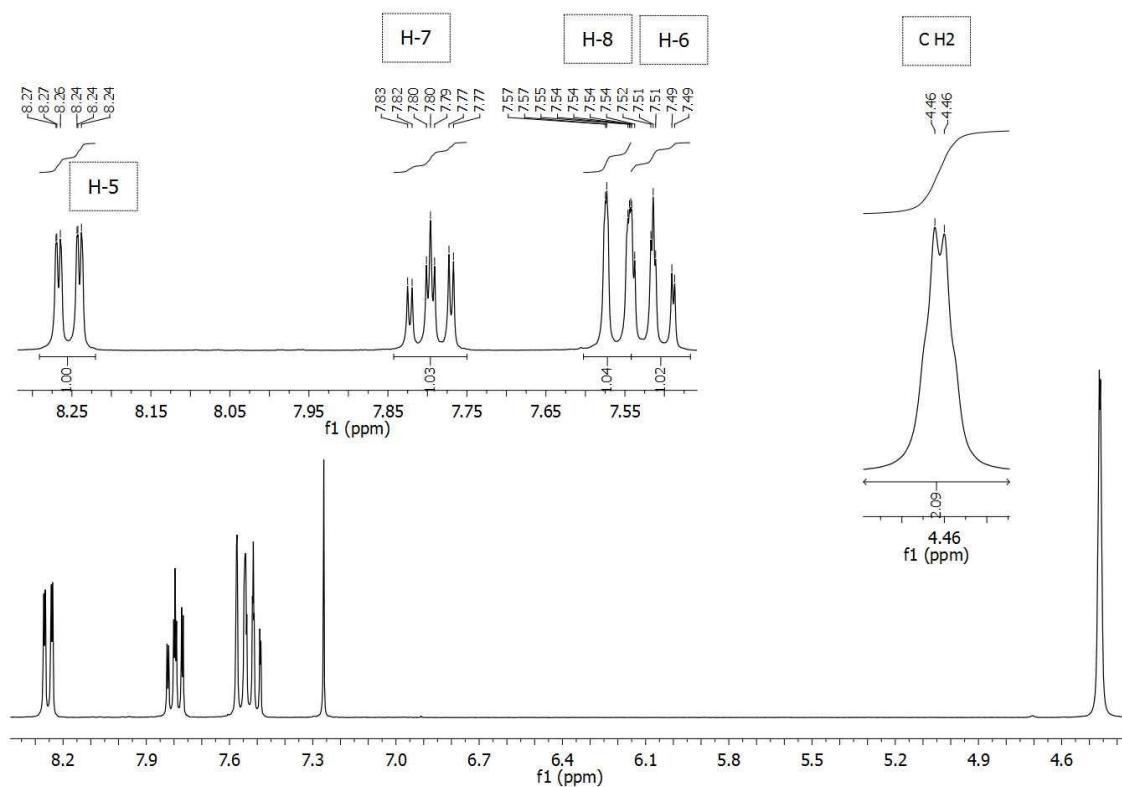 H-7 H-8 H-6 C H2
8.27 8.27 8.26 8.24 8.24 8.24
7.83 7.82 7.80 7.80 7.79 7.77 7.77
7.57 7.57 7.55 7.54 7.54 7.54 7.54 7.52 7.51 7.51 7.49 7.49
4.46 4.46
H-5
1.00 1.03 1.04 1.02
8.25 8.15 8.05 7.95 7.85 7.75 7.65 7.55
f1 (ppm)
2.09
4.46
f1 (ppm)
8.2 7.9 7.6 7.3 7.0 6.7 6.4 6.1 5.8 5.5 5.2 4.9 4.6
f1 (ppm)